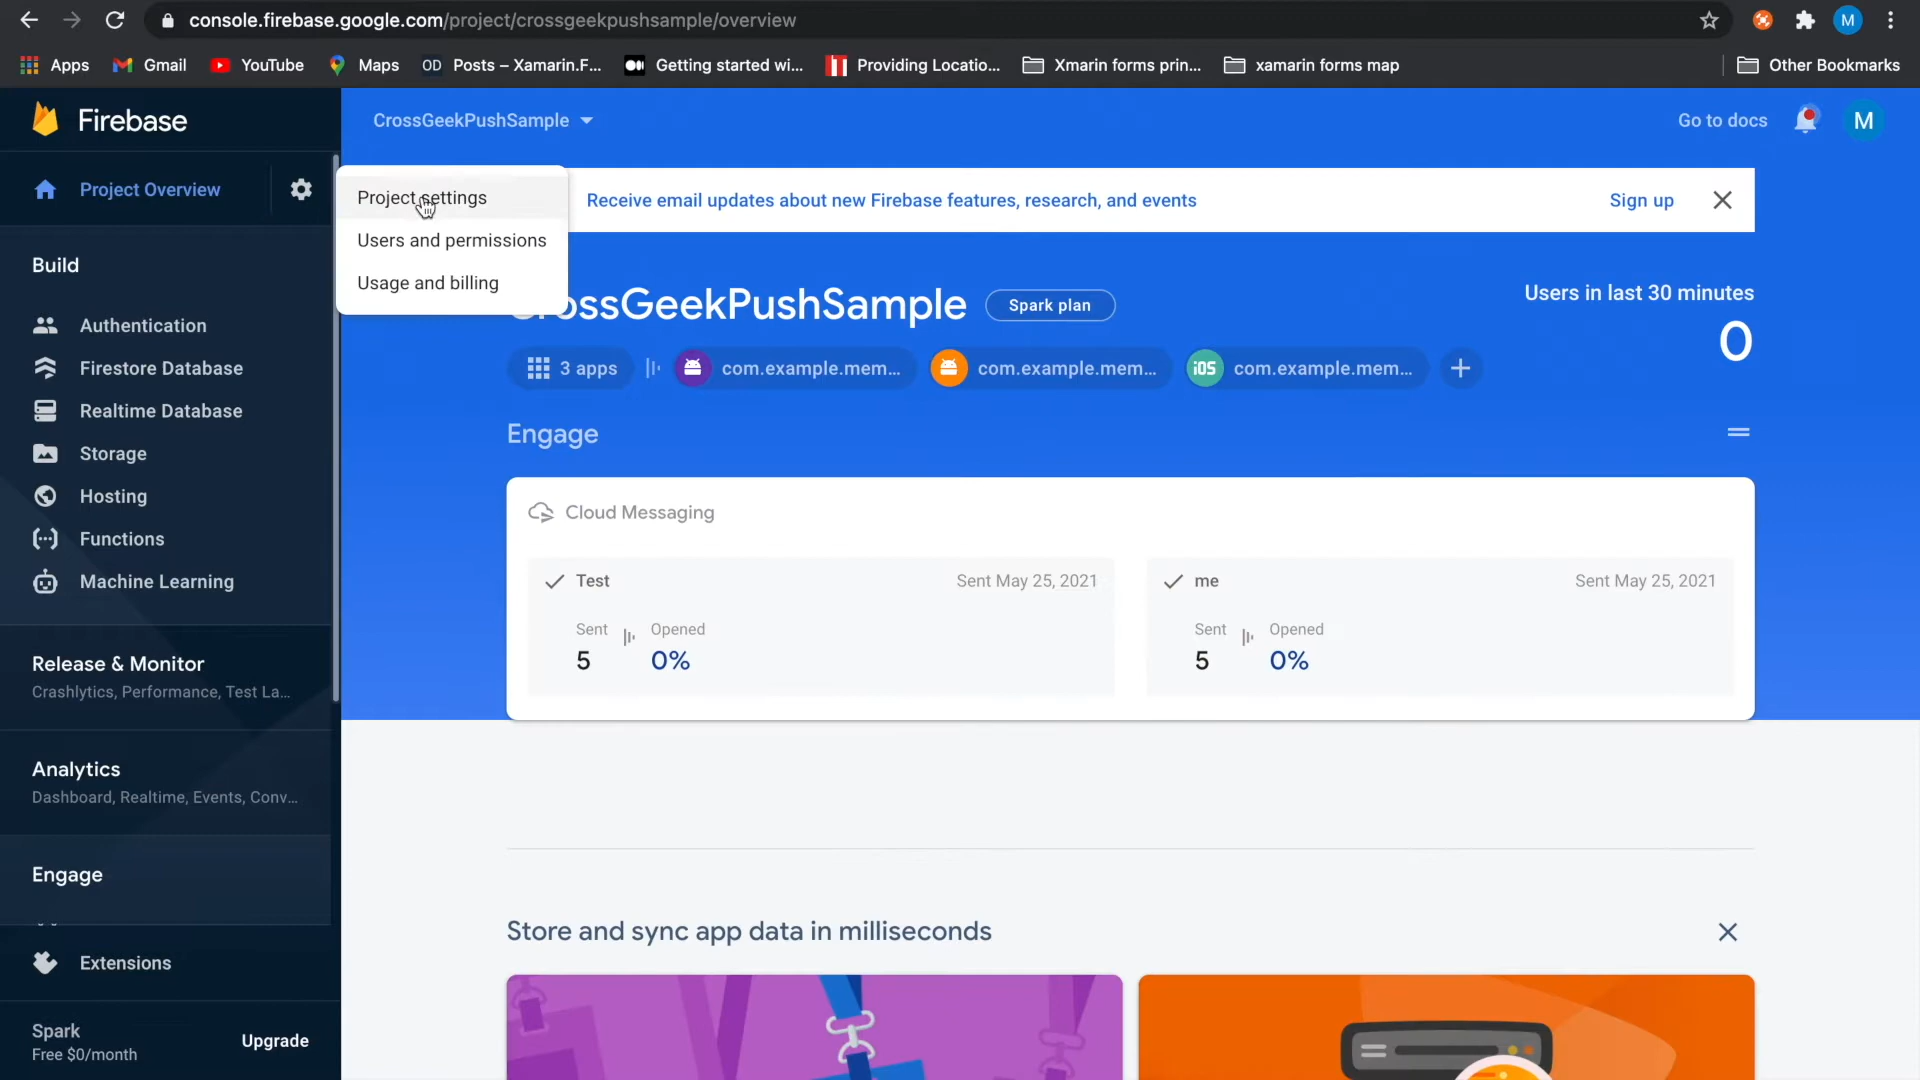 console.firebase.google.com/project/crossgeekpushsample/overview
M
Apps
Gmail
YouTube
Maps
OD Posts – Xamarin.F...
Getting started wi...
Providing Locatio...
Xmarin forms prin...
xamarin forms map
Other Bookmarks
Firebase
CrossGeekPushSample
Go to docs
M
Project Overview
Project settings
Users and permissions
Usage and billing
Receive email updates about new Firebase features, research, and events
Sign up
Build
Authentication
Firestore Database
Realtime Database
Storage
Hosting
Functions
Machine Learning
Release & Monitor
Crashlytics, Performance, Test La...
Analytics
Dashboard, Realtime, Events, Conv...
Engage
Extensions
Spark
Free $0/month
Upgrade
CrossGeekPushSample
Spark plan
Users in last 30 minutes
0
3 apps
com.example.mem...
com.example.mem...
iOS com.example.mem...
Engage
Cloud Messaging
Test
Sent May 25, 2021
Sent
5
Opened
0%
me
Sent May 25, 2021
Sent
5
Opened
0%
Store and sync app data in milliseconds